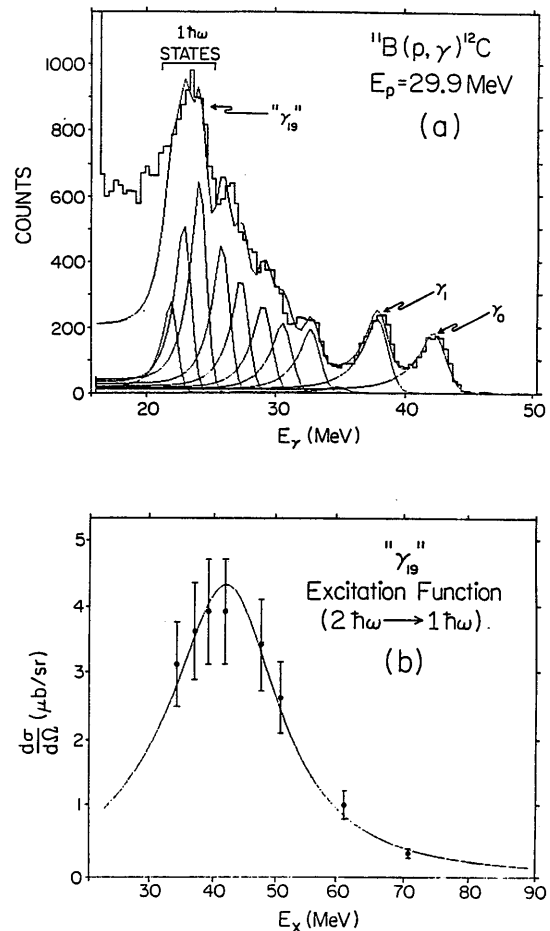 1ħω
STATES
¹¹B(p,γ)¹²C
Eₚ=29.9MeV
"γ₁₉"
(a)
1000
800
600
400
200
0
COUNTS
γ₁
γ₀
20 30 40 50
E_γ (MeV)
"γ₁₉"
Excitation Function
(2ħω⟶1ħω).
(b)
5
4
3
2
1
0
dσ/dΩ (μb/sr)
30 40 50 60 70 80 90
Eₓ(MeV)